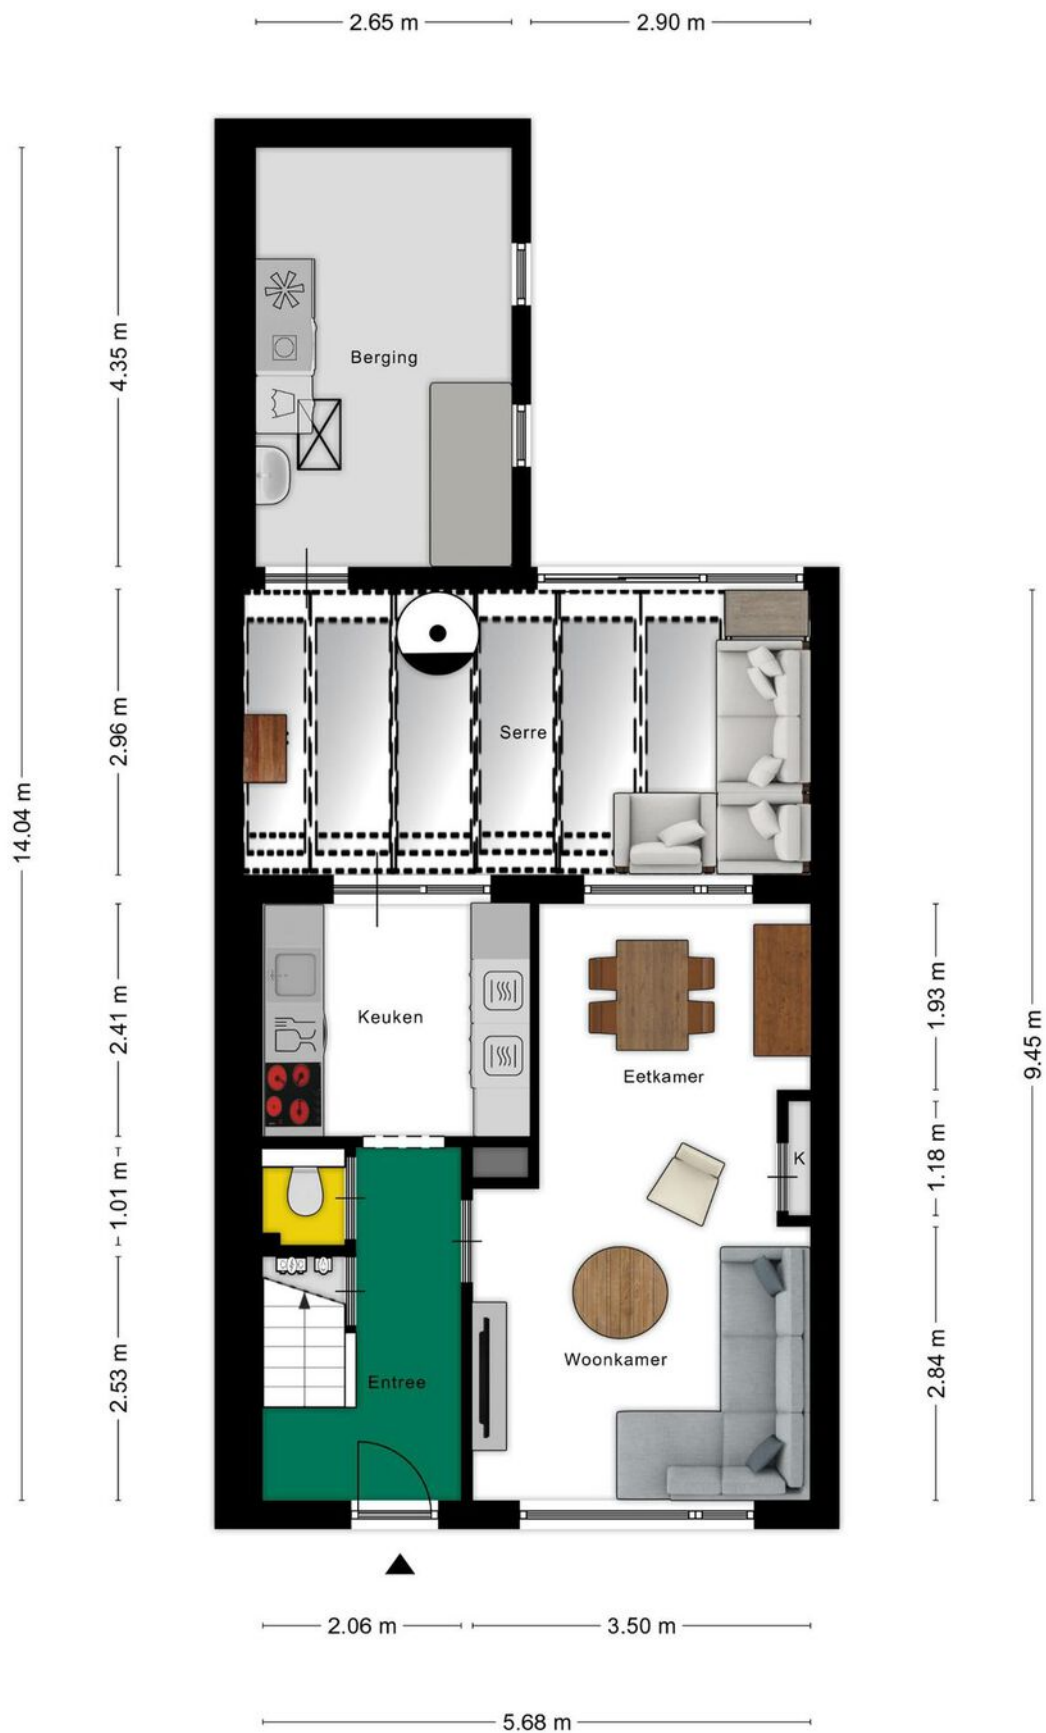 2.65 m
2.90 m
4.35 m
Berging
14.04 m
2.96 m
Serre
2.41 m
Keuken
1.93 m
Eetkamer
9.45 m
1.01 m
1.18 m
K
2.53 m
Entree
Woonkamer
2.84 m
2.06 m
3.50 m
5.68 m